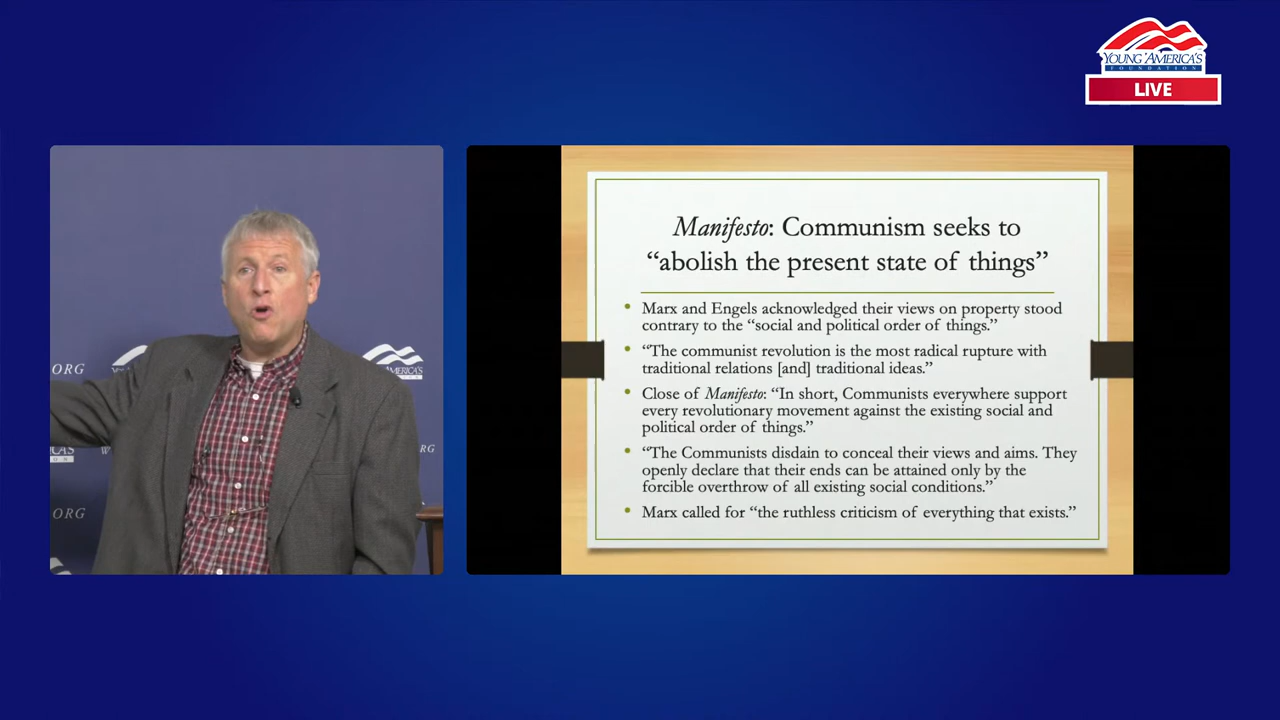 YOUNG AMERICA'S
FOUNDATION
LIVE
ORG
AMERICA'S
ORG
Manifesto: Communism seeks to
“abolish the present state of things”
• Marx and Engels acknowledged their views on property stood
contrary to the “social and political order of things.”
• “The communist revolution is the most radical rupture with
traditional relations [and] traditional ideas.”
• Close of Manifesto: “In short, Communists everywhere support
every revolutionary movement against the existing social and
political order of things.”
• “The Communists disdain to conceal their views and aims. They
openly declare that their ends can be attained only by the
forcible overthrow of all existing social conditions.”
• Marx called for “the ruthless criticism of everything that exists.”